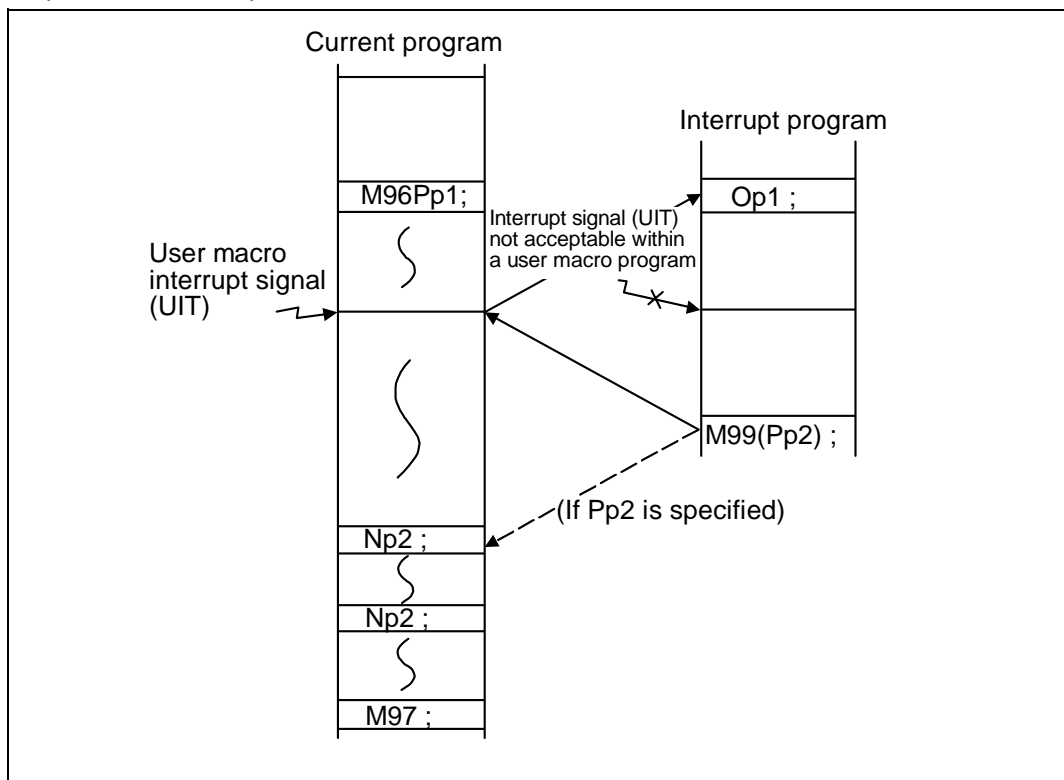 Current program
Interrupt program
M96Pp1;
Op1 ;
Interrupt signal (UIT)
not acceptable within
a user macro program
User macro
interrupt signal
(UIT)
M99(Pp2) ;
(If Pp2 is specified)
Np2 ;
Np2 ;
M97 ;